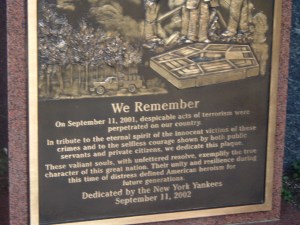 We Remember
On September 11, 2001, despicable acts of terrorism were
perpetrated on our country.
In tribute to the eternal spirit of the innocent victims of these
crimes and to the selfless courage shown by both public
servants and private citizens, we dedicate this plaque.
These valiant souls, with unfettered resolve, exemplify the true
character of this great nation. Their unity and resilience during
this time of distress defined American heroism for
future generations.
Dedicated by the New York Yankees
September 11, 2002